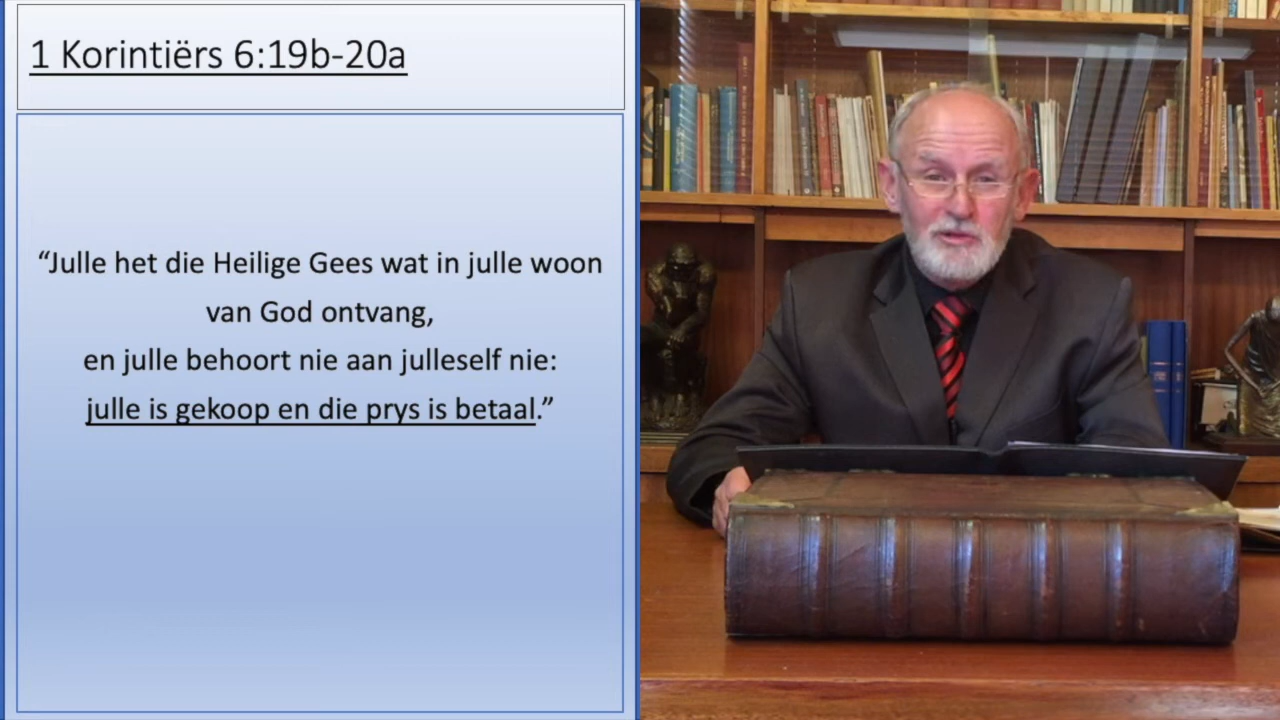 1 Korintiërs 6:19b-20a
“Julle het die Heilige Gees wat in julle woon
van God ontvang,
en julle behoort nie aan julleself nie:
julle is gekoop en die prys is betaal.”